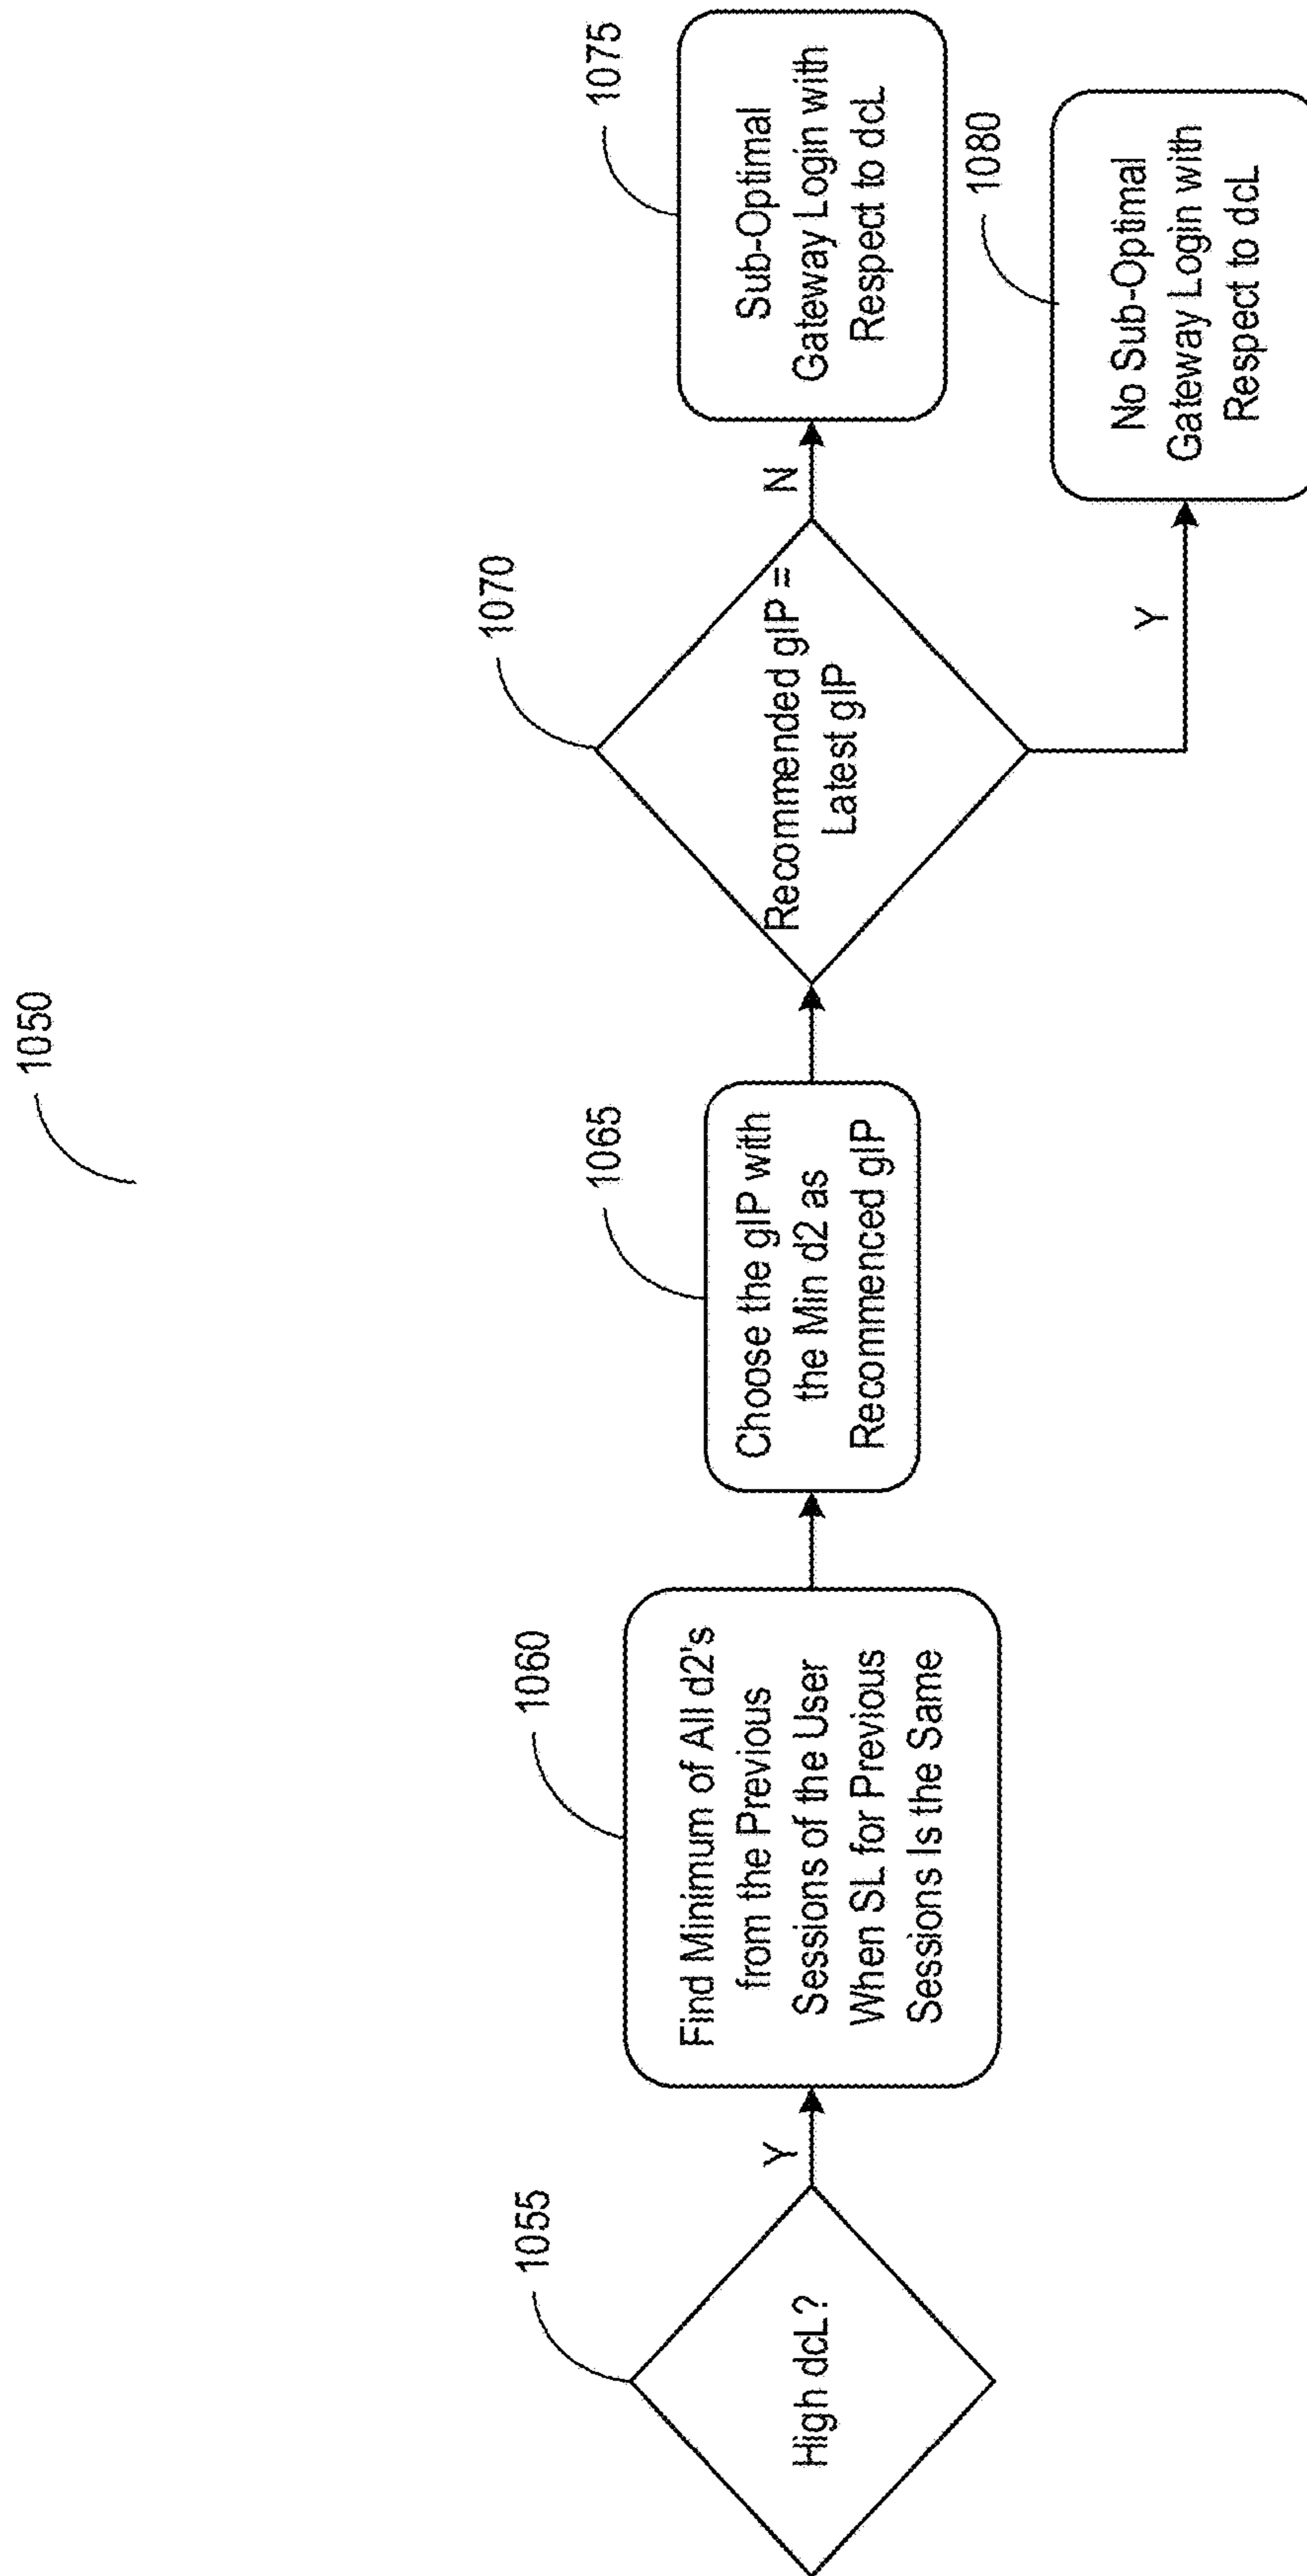 1050
1055
High dcL?
Y
1060
Find Minimum of All d2's
from the Previous
Sessions of the User
When SL for Previous
Sessions Is the Same
1065
Choose the gIP with
the Min d2 as
Recommenced gIP
1070
Recommended gIP =
Latest gIP
N
1075
Sub-Optimal
Gateway Login with
Respect to dcL
Y
1080
No Sub-Optimal
Gateway Login with
Respect to dcL